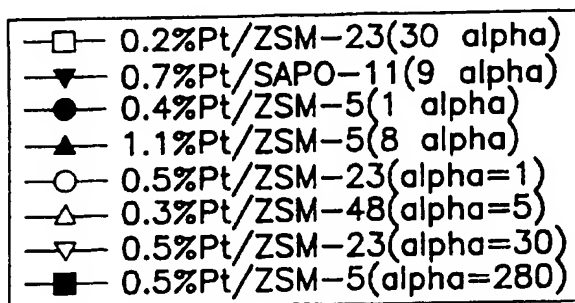 0.2%Pt/ZSM-23(30 alpha)
0.7%Pt/SAPO-11(9 alpha)
0.4%Pt/ZSM-5(1 alpha)
1.1%Pt/ZSM-5(8 alpha)
0.5%Pt/ZSM-23(alpha=1)
0.3%Pt/ZSM-48(alpha=5)
0.5%Pt/ZSM-23(alpha=30)
0.5%Pt/ZSM-5(alpha=280)